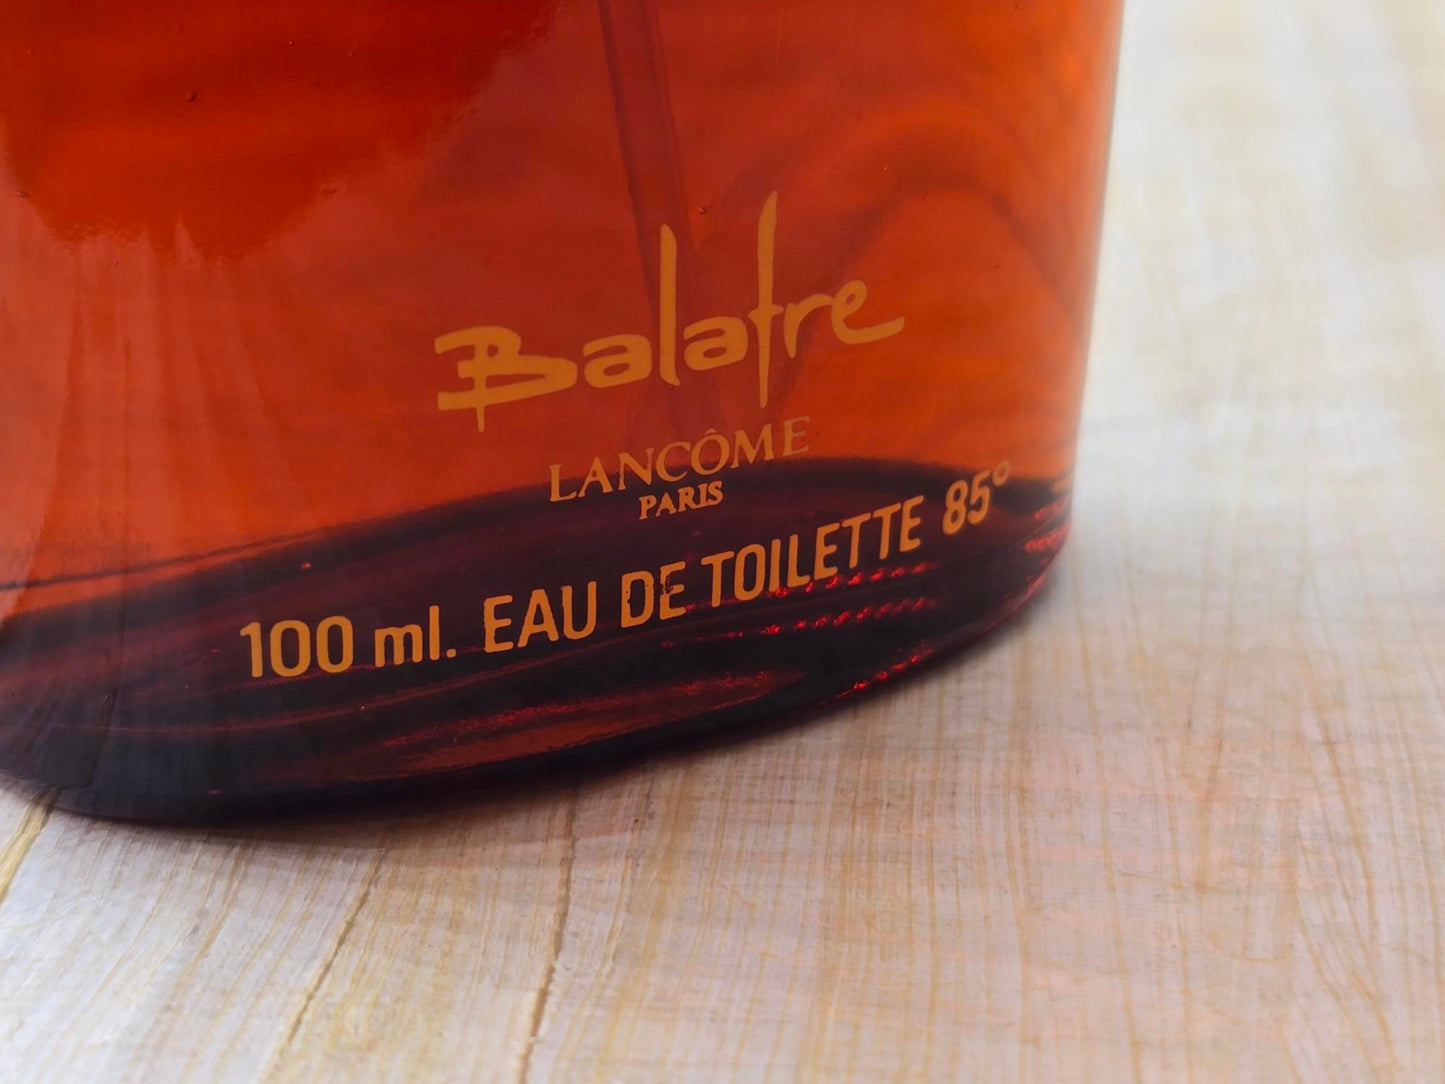 Balafre
LANCÔME
PARIS
100 ml. EAU DE TOILETTE 85°